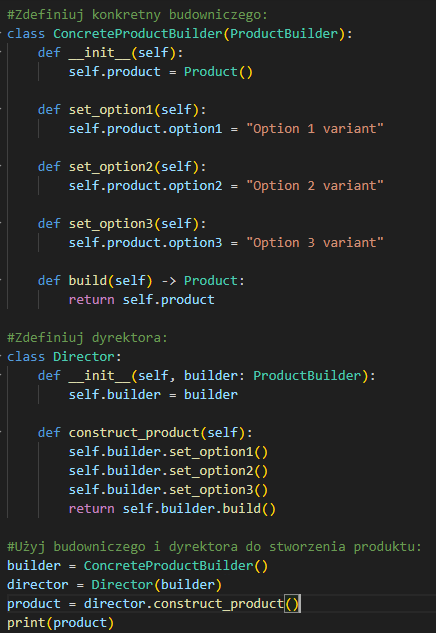 #Zdefiniuj konkretny budowniczego:
class ConcreteProductBuilder(ProductBuilder):
    def __init__(self):
        self.product = Product()

    def set_option1(self):
        self.product.option1 = "Option 1 variant"

    def set_option2(self):
        self.product.option2 = "Option 2 variant"

    def set_option3(self):
        self.product.option3 = "Option 3 variant"

    def build(self) -> Product:
        return self.product

#Zdefiniuj dyrektora:
class Director:
    def __init__(self, builder: ProductBuilder):
        self.builder = builder

    def construct_product(self):
        self.builder.set_option1()
        self.builder.set_option2()
        self.builder.set_option3()
        return self.builder.build()

#Użyj budowniczego i dyrektora do stworzenia produktu:
builder = ConcreteProductBuilder()
director = Director(builder)
product = director.construct_product()
print(product)